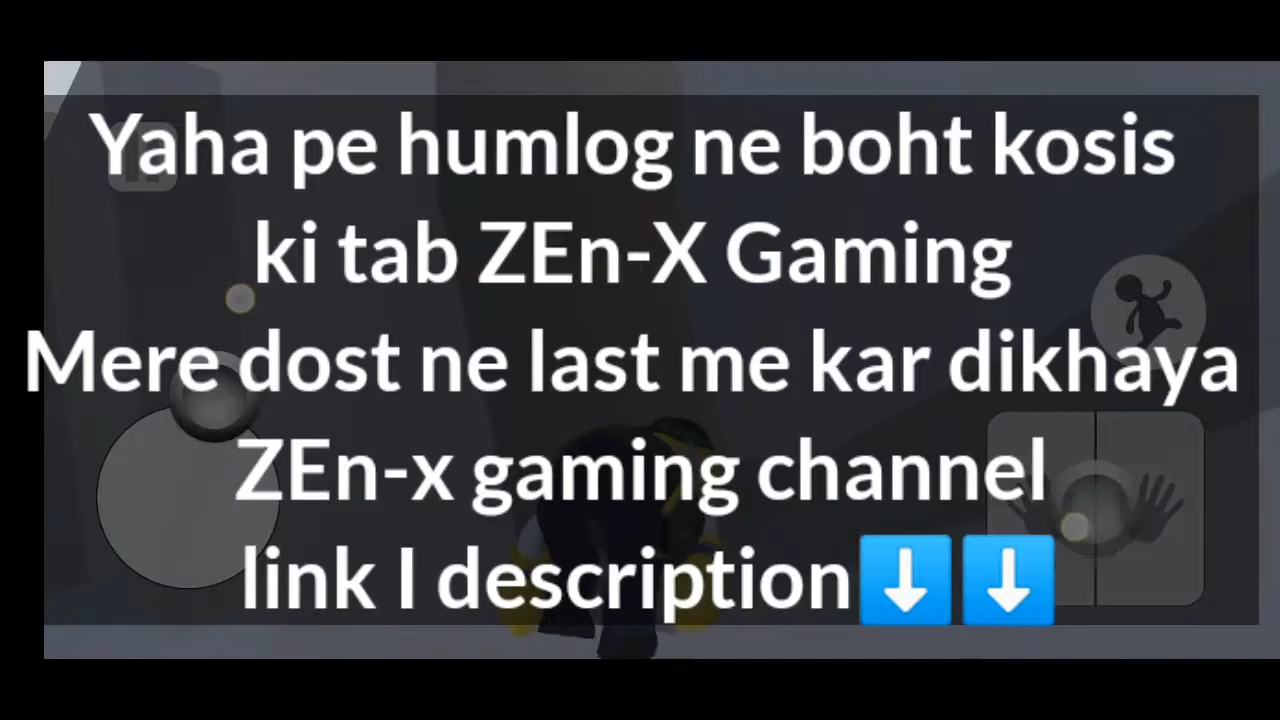 Yaha pe humlog ne boht kosis
ki tab ZEn-X Gaming
Mere dost ne last me kar dikhaya
ZEn-x gaming channel
link I description⬇️⬇️